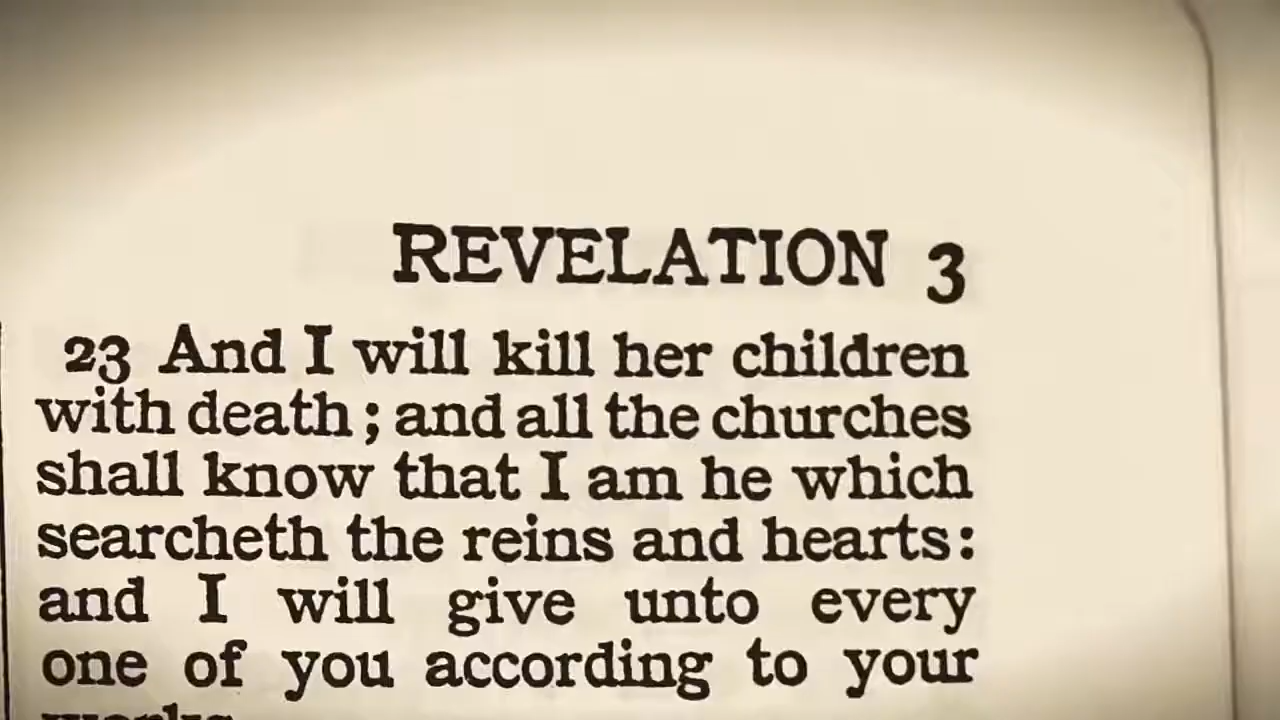 REVELATION 3
23 And I will kill her children
with death; and all the churches
shall know that I am he which
searcheth the reins and hearts:
and I will give unto every
one of you according to your